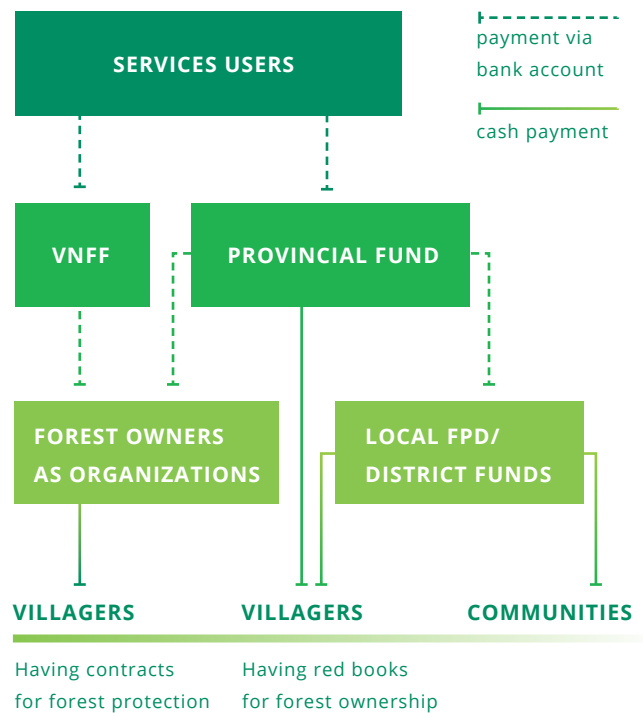 SERVICES USERS
payment via
bank account
cash payment
VNFF
PROVINCIAL FUND
FOREST OWNERS
AS ORGANIZATIONS
LOCAL FPD/
DISTRICT FUNDS
VILLAGERS
Having contracts
for forest protection
VILLAGERS
Having red books
for forest ownership
COMMUNITIES